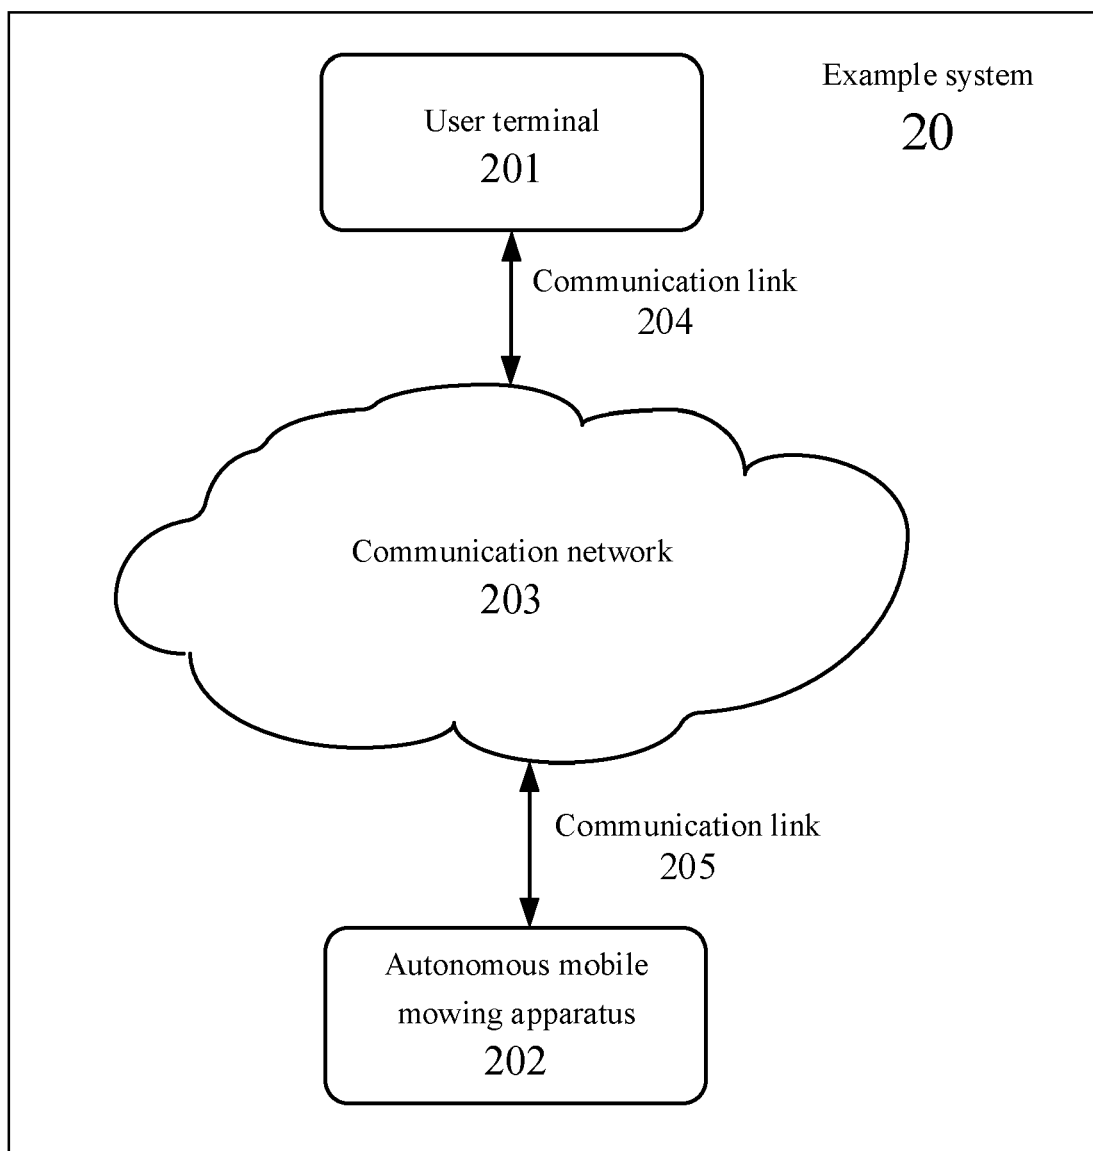 Example system
20
User terminal
201
Communication link
204
Communication network
203
Communication link
205
Autonomous mobile
mowing apparatus
202